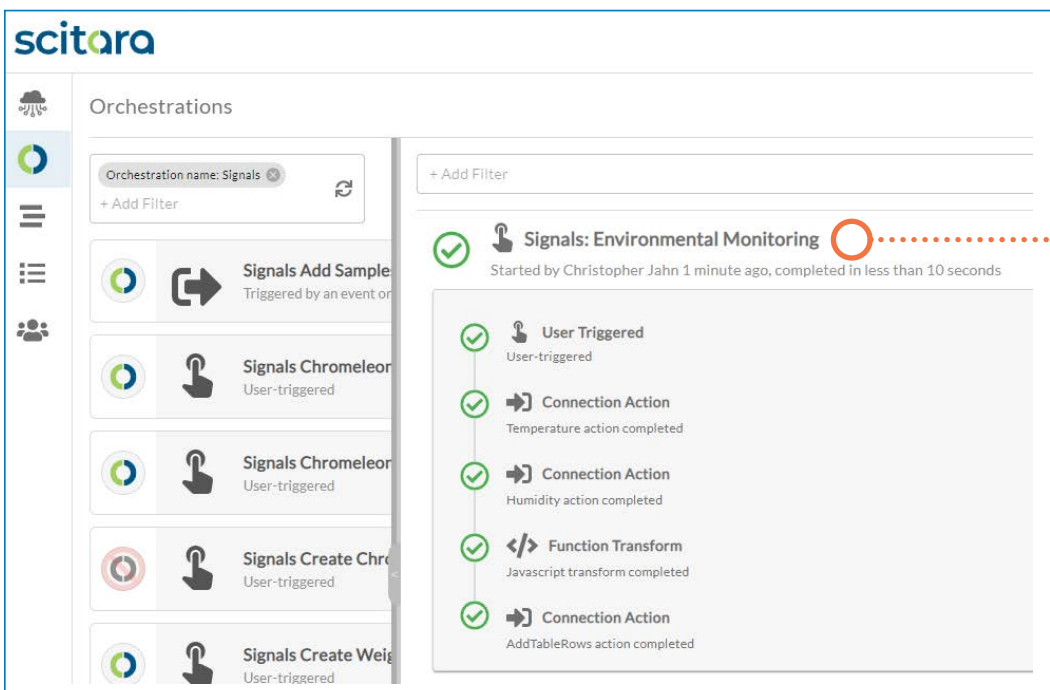 scitara
Orchestrations
Orchestration name: Signals
+ Add Filter
Signals Add Sample
Triggered by an event or
Signals Chromeleon
User-triggered
Signals Chromeleon
User-triggered
Signals Create Chr
User-triggered
Signals Create Weig
User-triggered
+ Add Filter
Signals: Environmental Monitoring
Started by Christopher Jahn 1 minute ago, completed in less than 10 seconds
User Triggered
User-triggered
Connection Action
Temperature action completed
Connection Action
Humidity action completed
</> Function Transform
Javascript transform completed
Connection Action
AddTableRows action completed